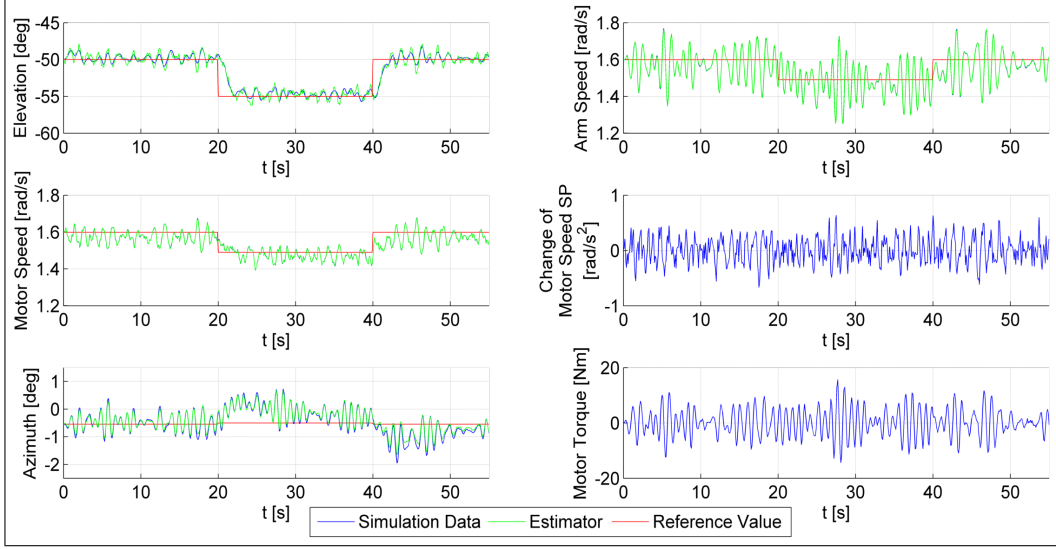 -45
-50
-55
-60
Elevation [deg]
0 10 20 30 40 50
t [s]
1.8
1.6
1.4
1.2
Arm Speed [rad/s]
0 10 20 30 40 50
t [s]
1.8
1.6
1.4
1.2
Motor Speed [rad/s]
0 10 20 30 40 50
t [s]
1
0
-1
Change of
Motor Speed SP
[rad/s²]
0 10 20 30 40 50
t [s]
1
0
-1
-2
Azimuth [deg]
0 10 20 30 40 50
t [s]
20
0
-20
Motor Torque [Nm]
0 10 20 30 40 50
t [s]
Simulation Data Estimator Reference Value